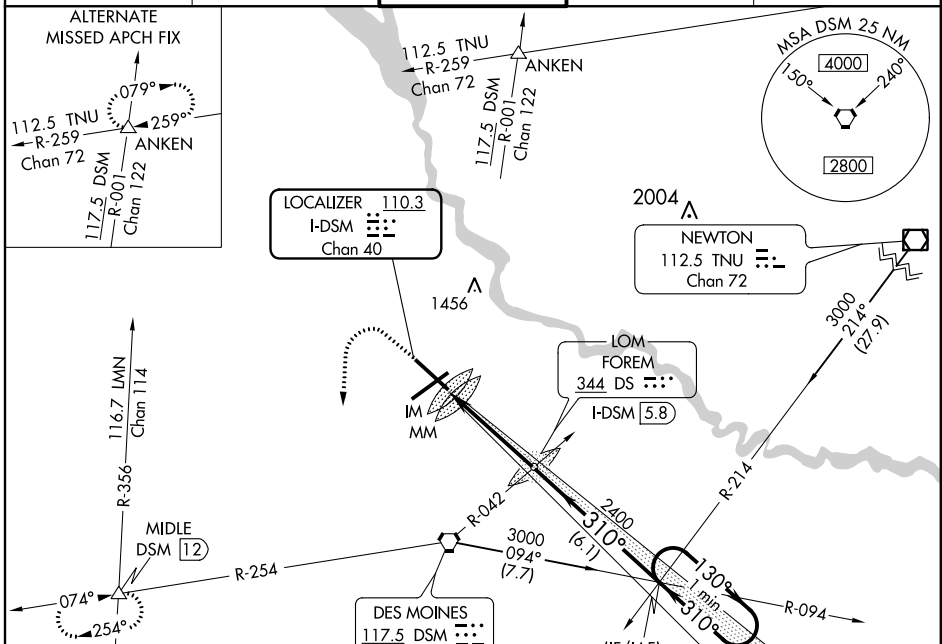 ALTERNATE
MISSED APCH FIX
079°
259°
112.5 TNU
R-259
Chan 72
ANKEN
117.5 DSM
R-001
Chan 122
112.5 TNU
R-259
Chan 72
ANKEN
117.5 DSM
R-001
Chan 122
MSA DSM 25 NM
4000
150°
240°
2800
LOCALIZER 110.3
I-DSM
Chan 40
2004
NEWTON
112.5 TNU
Chan 72
1456
3000
214°
(27.9)
LOM
FOREM
344 DS
I-DSM 5.8
IM
MM
116.7 LMN
Chan 114
R-356
R-214
R-042
2400
310°
(6.1)
MIDLE
DSM 12
R-254
3000
094°
(7.7)
130°
1 min
310°
R-094
074°
254°
DES MOINES
117.5 DSM